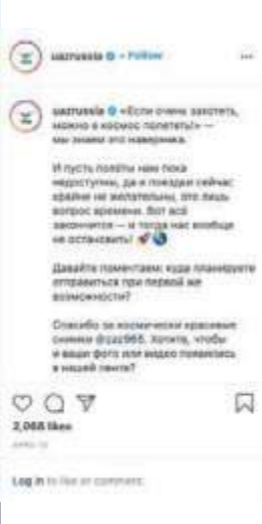 uazrussia • Follow
uazrussia «Если очень захотеть,
можно в космос полететь!» —
мы знаем это наверняка.
И пусть полёты нам пока
недоступны, да и поездки сейчас
крайне не желательны, это лишь
вопрос времени. Вот всё
закончится — и тогда нас вообще
не остановить! 🚀🌎
Давайте помечтаем: куда планируете
отправиться при первой же
возможности?
Спасибо за космически красивые
снимки Хотите, чтобы
и ваши фото или видео появились
в нашей ленте?
2,068 likes
Log in to like or comment.